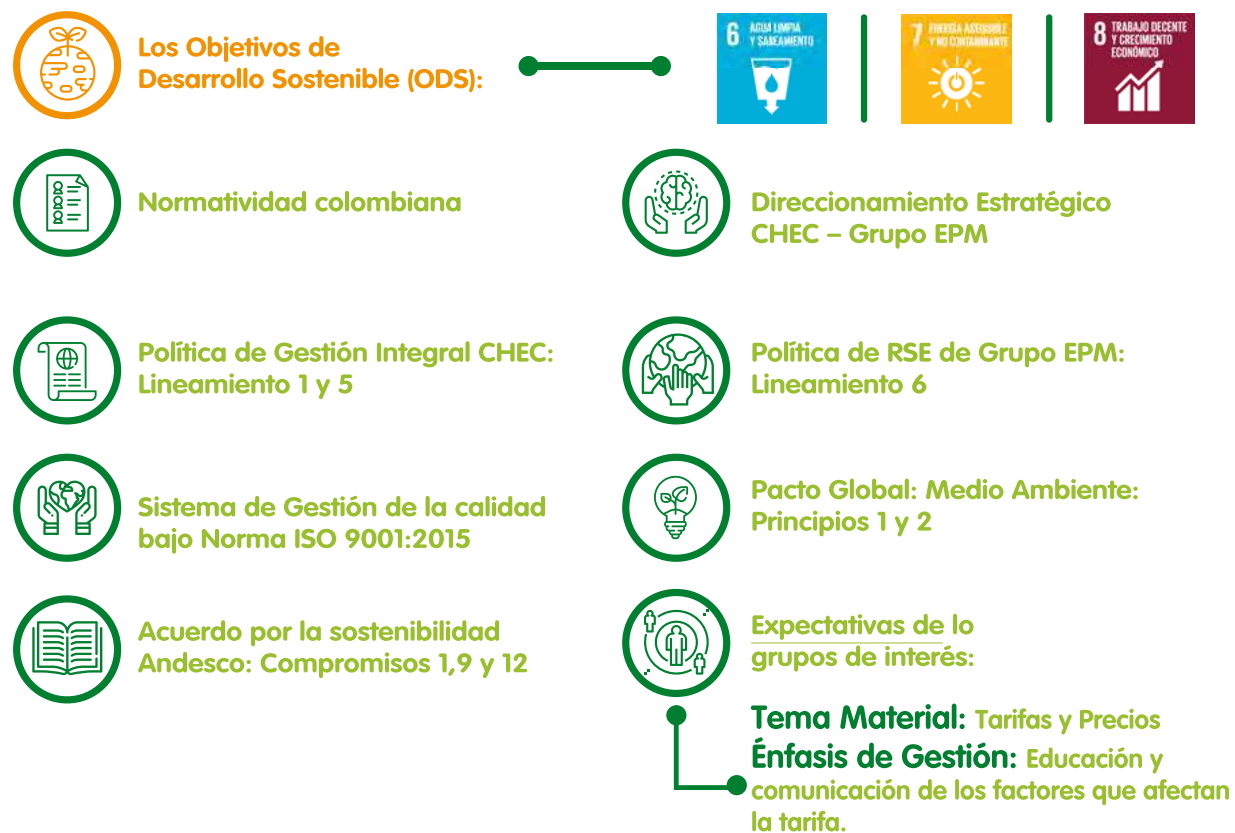 Los Objetivos de
Desarrollo Sostenible (ODS):
6 AGUA LIMPIA
Y SANEAMIENTO
7 ENERGÍA ASEQUIBLE
Y NO CONTAMINANTE
8 TRABAJO DECENTE
Y CRECIMIENTO
ECONÓMICO
Normatividad colombiana
Direccionamiento Estratégico
CHEC – Grupo EPM
Política de Gestión Integral CHEC:
Lineamiento 1 y 5
Política de RSE de Grupo EPM:
Lineamiento 6
Sistema de Gestión de la calidad
bajo Norma ISO 9001:2015
Pacto Global: Medio Ambiente:
Principios 1 y 2
Acuerdo por la sostenibilidad
Andesco: Compromisos 1,9 y 12
Expectativas de lo
grupos de interés:
Tema Material: Tarifas y Precios
Énfasis de Gestión: Educación y
comunicación de los factores que afectan
la tarifa.